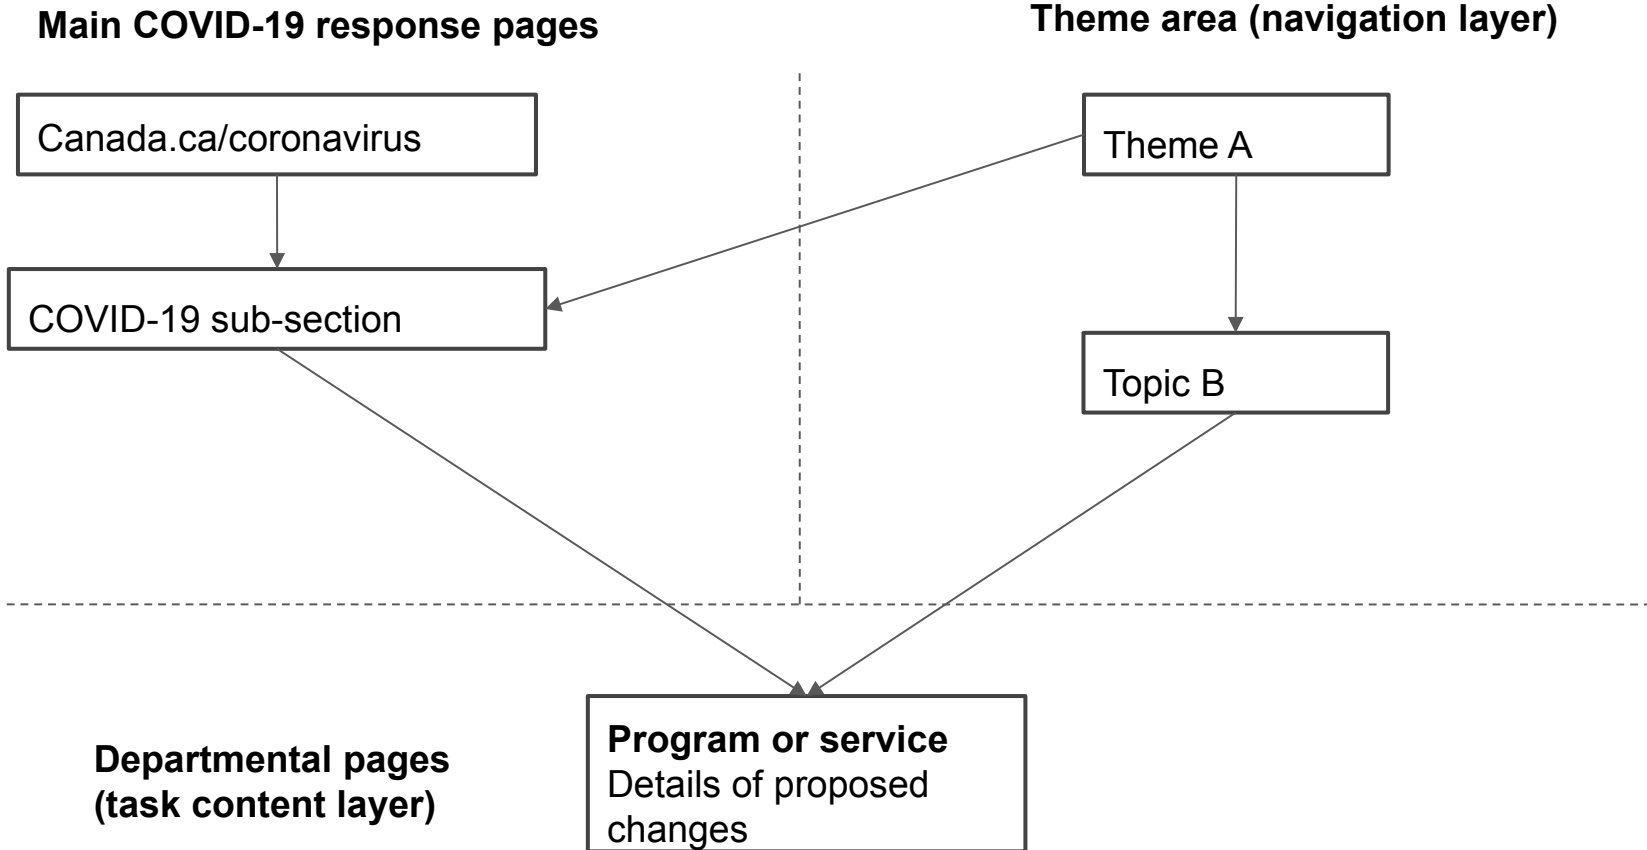 Main COVID-19 response pages
Theme area (navigation layer)
Canada.ca/coronavirus
Theme A
COVID-19 sub-section
Topic B
Departmental pages
(task content layer)
Program or service
Details of proposed
changes